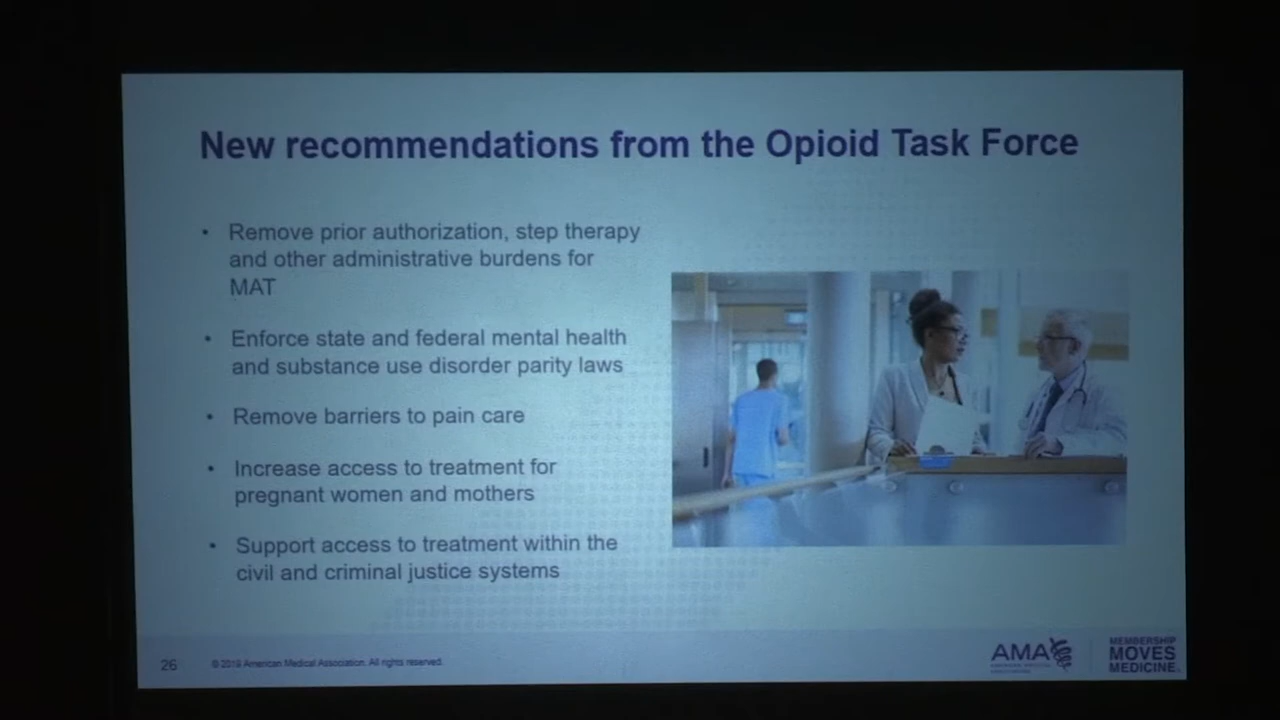 New recommendations from the Opioid Task Force
• Remove prior authorization, step therapy
and other administrative burdens for
MAT
• Enforce state and federal mental health
and substance use disorder parity laws
• Remove barriers to pain care
• Increase access to treatment for
pregnant women and mothers
• Support access to treatment within the
civil and criminal justice systems
26
© 2019 American Medical Association. All rights reserved.
AMA
MEMBERSHIP
MOVES
MEDICINE